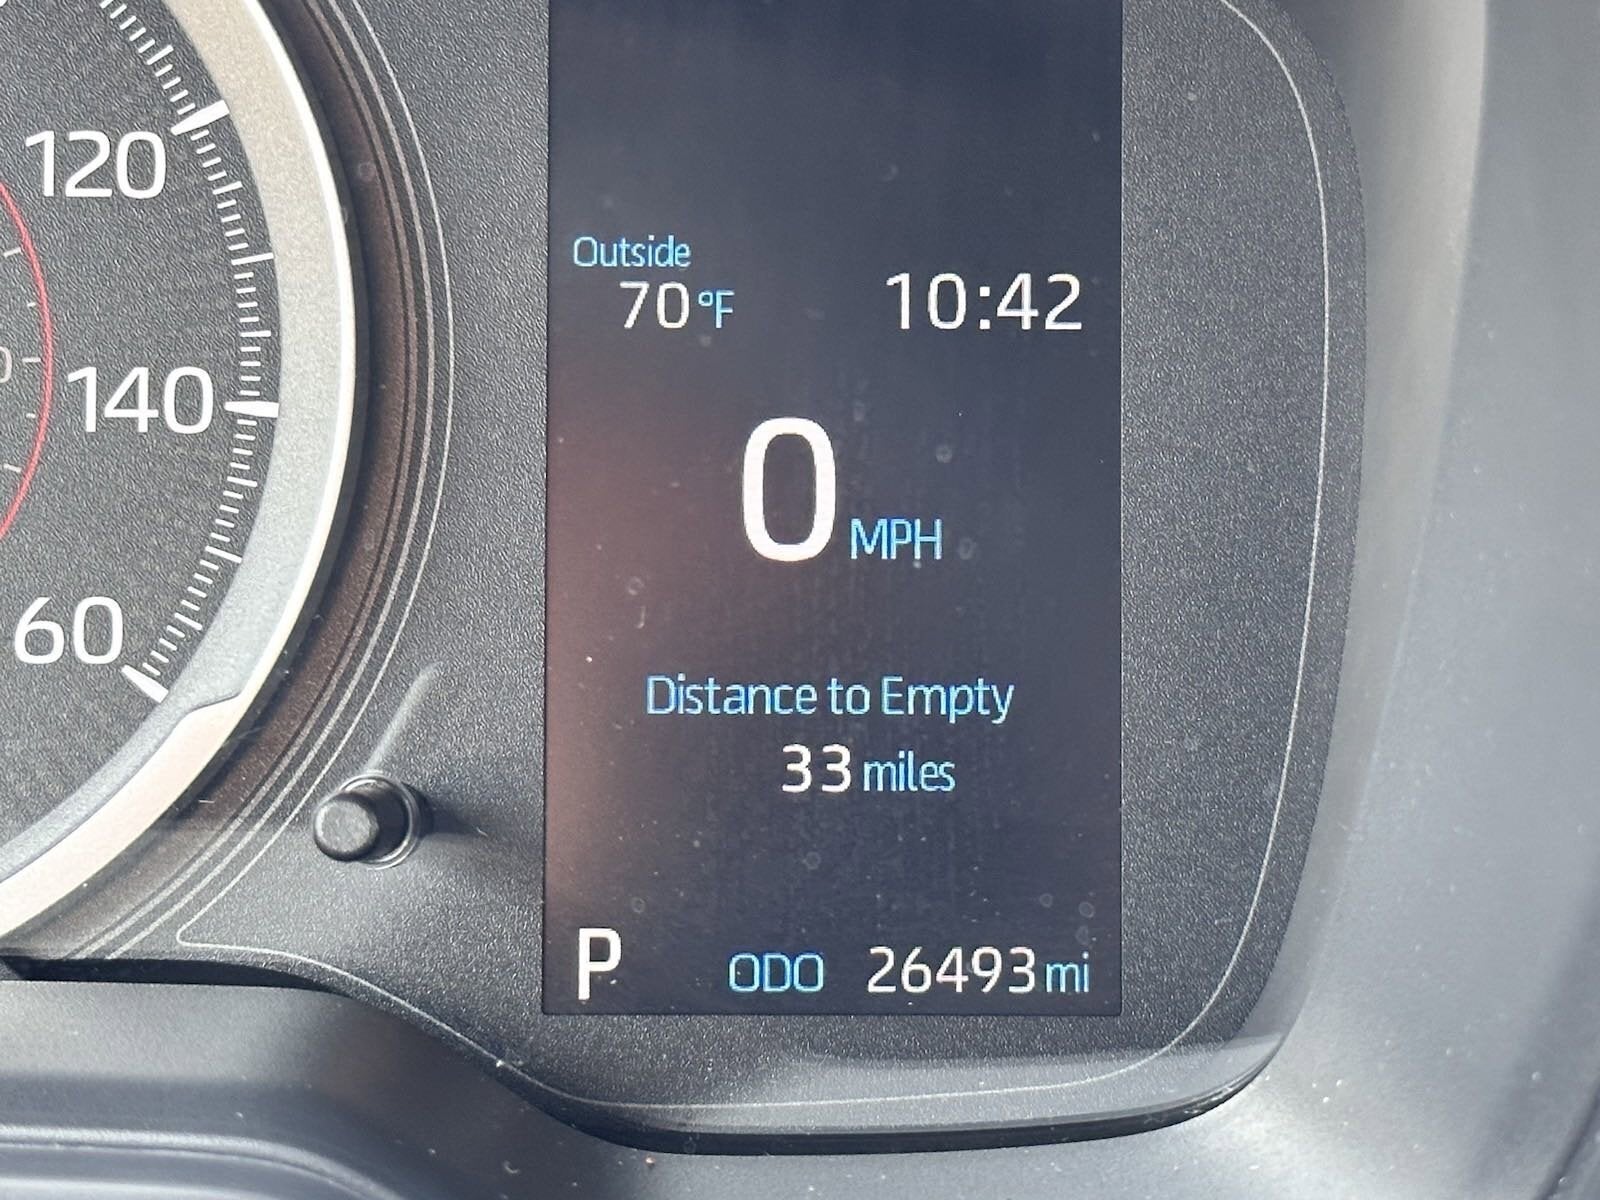 120
140
60
Outside
70°F
10:42
0 MPH
Distance to Empty
33 miles
P ODO 26493 mi